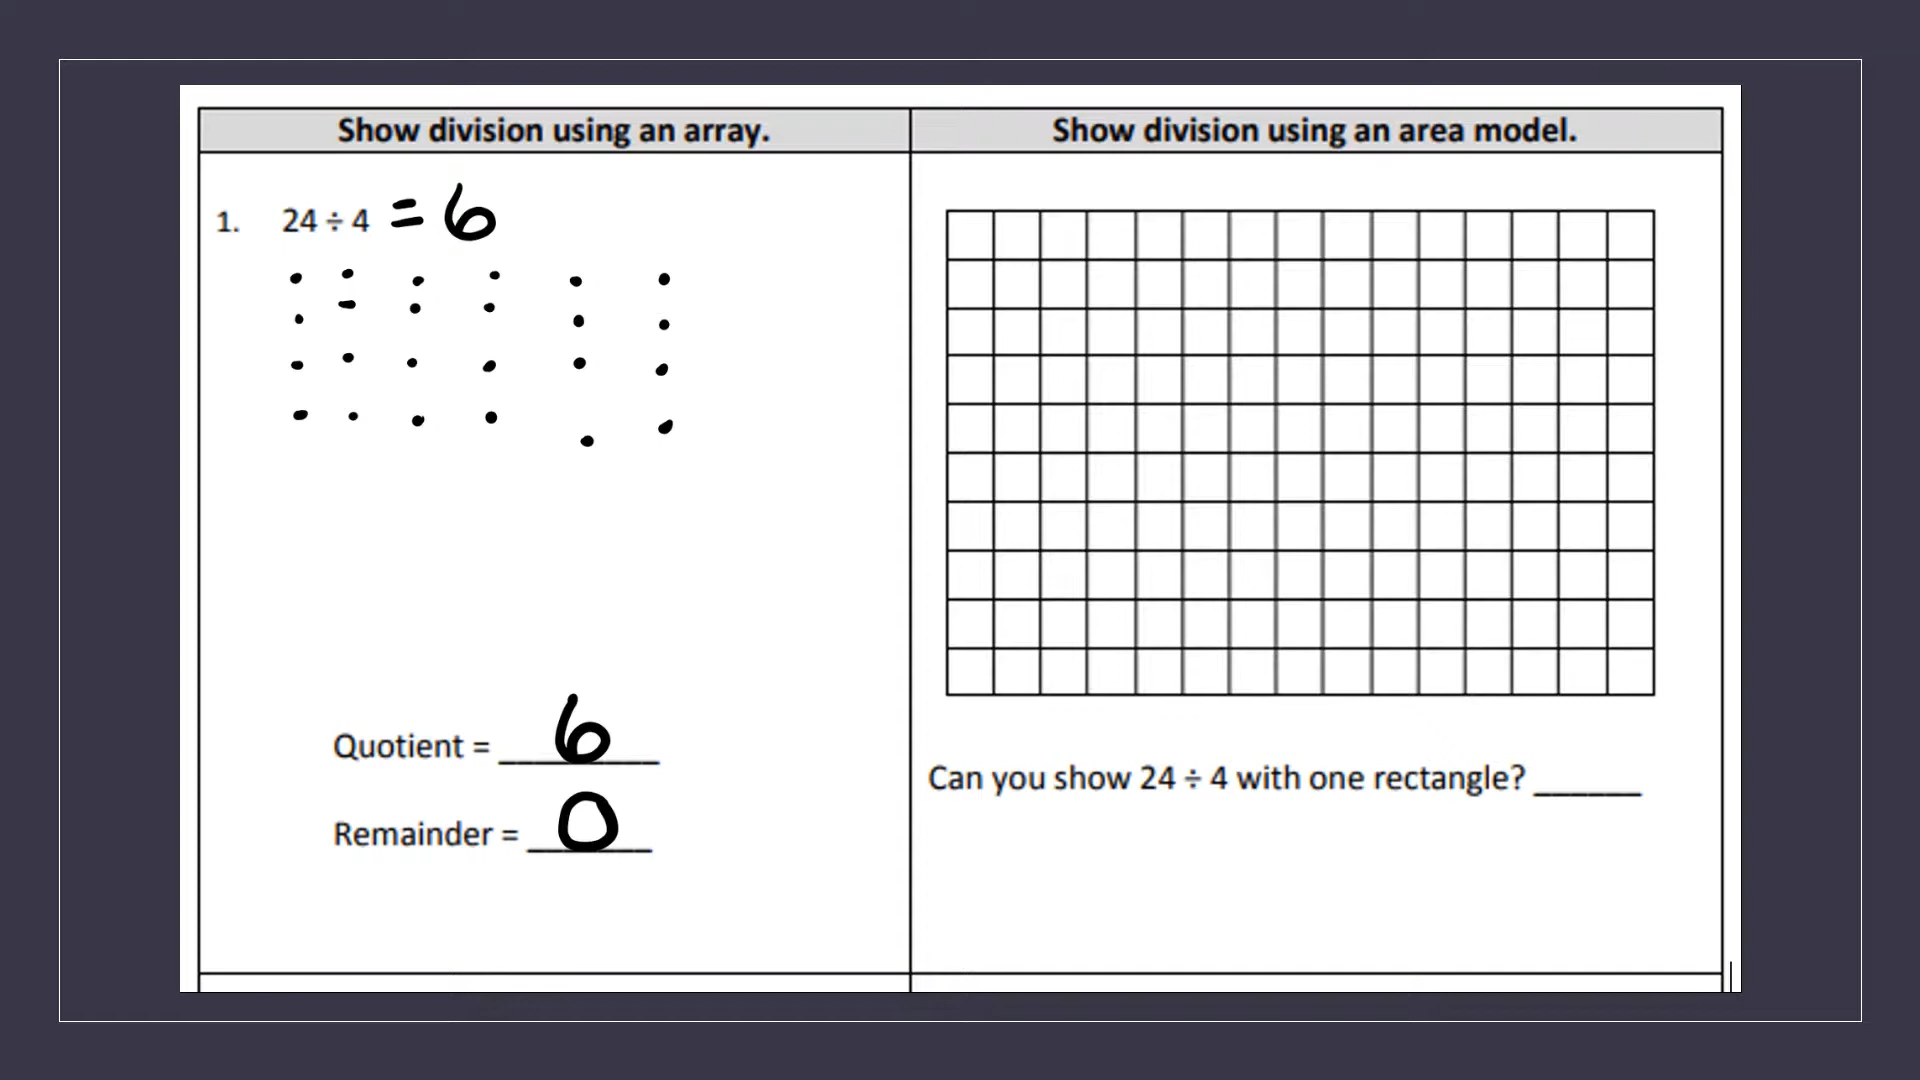 Show division using an array.
Show division using an area model.
1. 24 ÷ 4 = 6
Quotient = 6
Remainder = 0
Can you show 24 ÷ 4 with one rectangle? ______